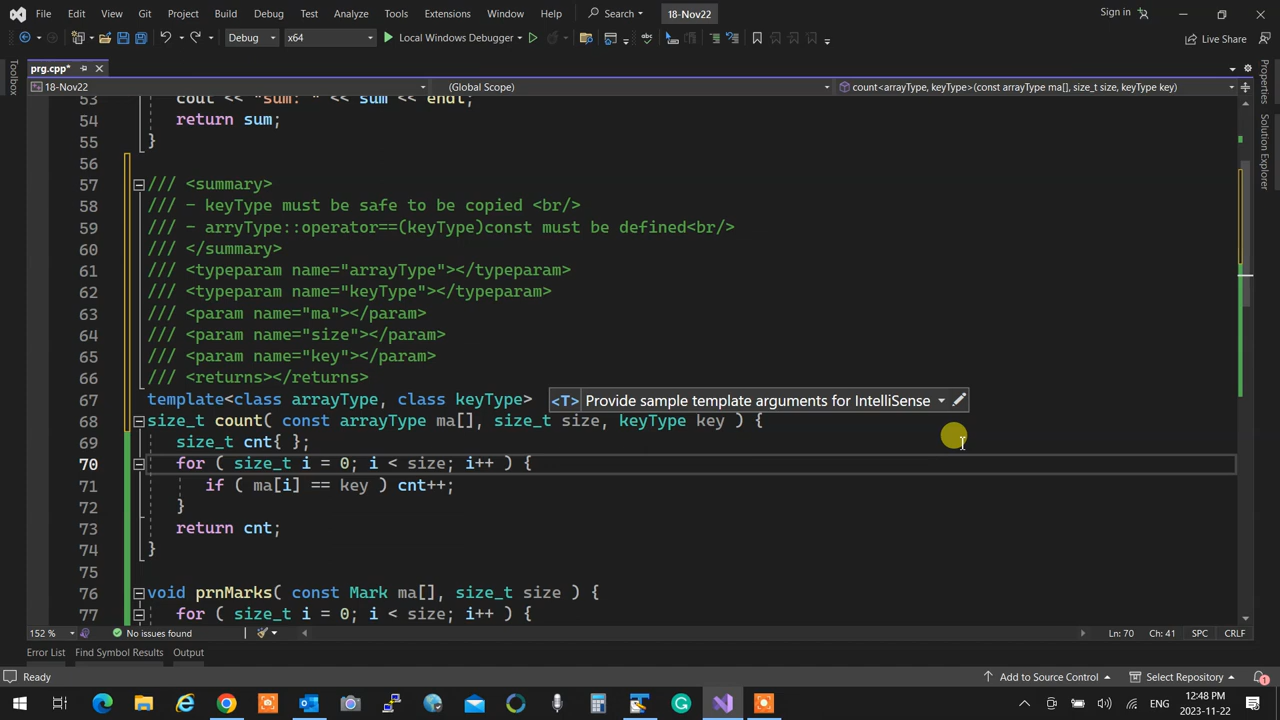 File Edit View Git Project Build Debug Test Analyze Tools Extensions Window Help Search 18-Nov22 Sign in
Debug x64 Local Windows Debugger Live Share
prg.cpp*
18-Nov22 (Global Scope) count<arrayType, keyType>(const arrayType ma[], size_t size, keyType key)
Toolbox
Properties
Solution Explorer
53 cout << "sum: " << sum << endl;
54 return sum;
55 }
56
57 /// <summary>
58 /// - keyType must be safe to be copied <br/>
59 /// - arryType::operator==(keyType)const must be defined<br/>
60 /// </summary>
61 /// <typeparam name="arrayType"></typeparam>
62 /// <typeparam name="keyType"></typeparam>
63 /// <param name="ma"></param>
64 /// <param name="size"></param>
65 /// <param name="key"></param>
66 /// <returns></returns>
67 template<class arrayType, class keyType> <T> Provide sample template arguments for IntelliSense
68 size_t count( const arrayType ma[], size_t size, keyType key ) {
69 size_t cnt{ };
70 for ( size_t i = 0; i < size; i++ ) {
71 if ( ma[i] == key ) cnt++;
72 }
73 return cnt;
74 }
75
76 void prnMarks( const Mark ma[], size_t size ) {
77 for ( size_t i = 0; i < size; i++ ) {
152 % No issues found Ln: 70 Ch: 41 SPC CRLF
Error List Find Symbol Results Output
Ready Add to Source Control Select Repository 1
ENG 12:48 PM
2023-11-22